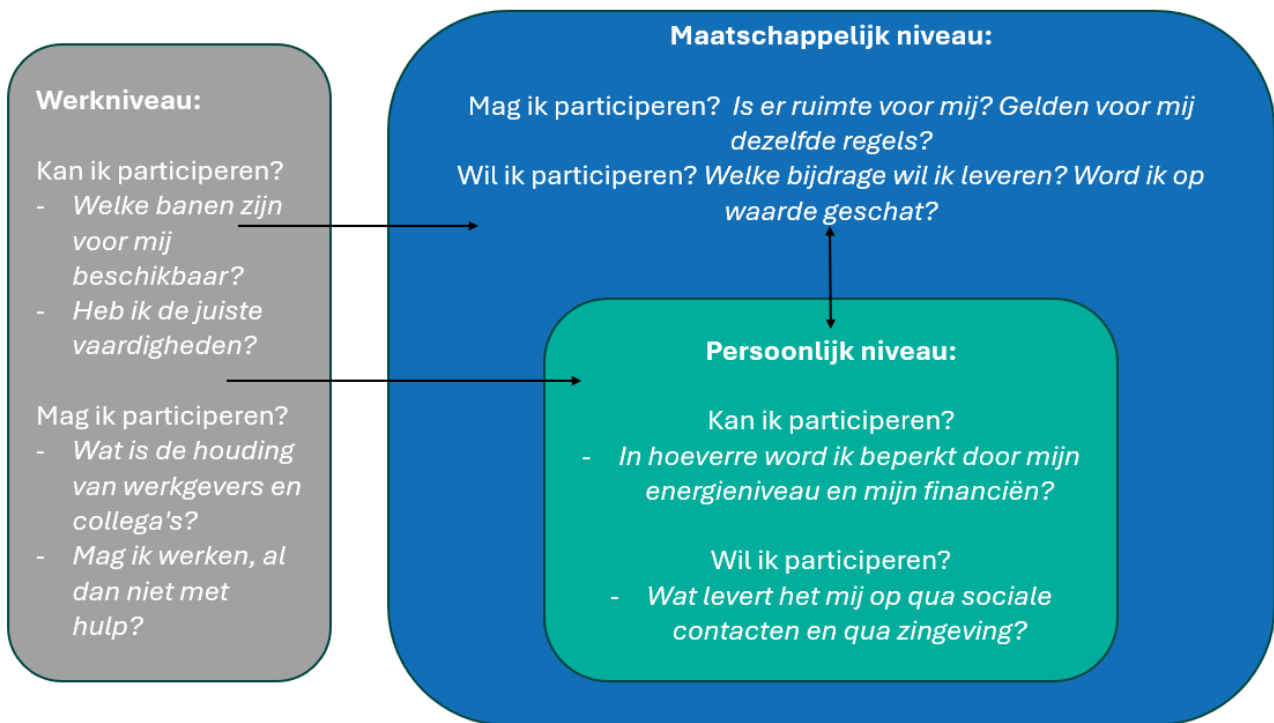 Werkniveau:
Kan ik participeren?
- Welke banen zijn
voor mij
beschikbaar?
- Heb ik de juiste
vaardigheden?
Mag ik participeren?
- Wat is de houding
van werkgevers en
collega's?
- Mag ik werken, al
dan niet met
hulp?
Maatschappelijk niveau:
Mag ik participeren? Is er ruimte voor mij? Gelden voor mij
dezelfde regels?
Wil ik participeren? Welke bijdrage wil ik leveren? Word ik op
waarde geschat?
Persoonlijk niveau:
Kan ik participeren?
- In hoeverre word ik beperkt door mijn
energieniveau en mijn financiën?
Wil ik participeren?
- Wat levert het mij op qua sociale
contacten en qua zingeving?